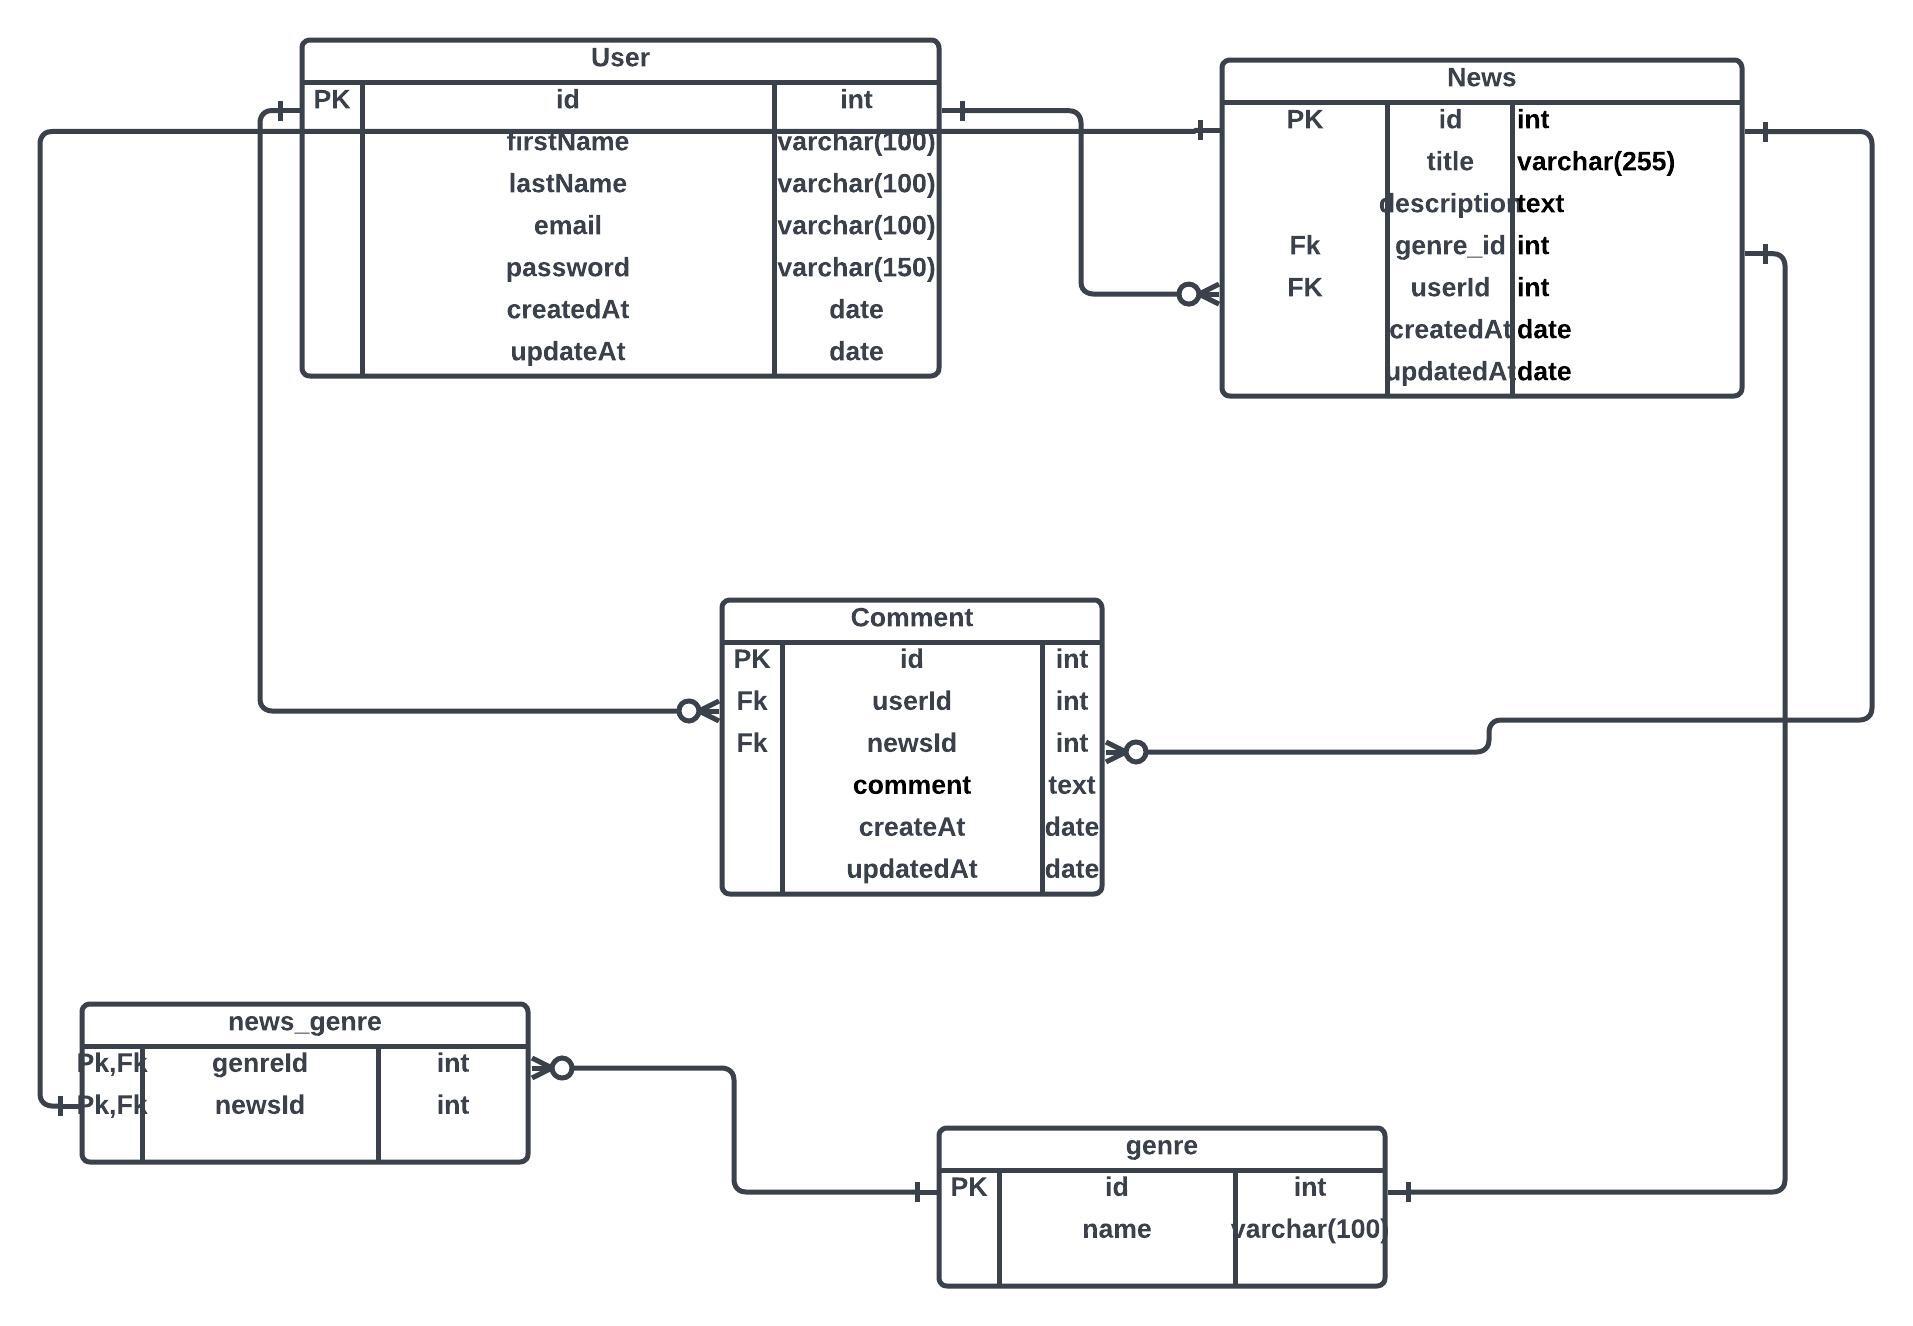 User
PK id int
firstName varchar(100)
lastName varchar(100)
email varchar(100)
password varchar(150)
createdAt date
updateAt date
News
PK id int
title varchar(255)
description text
Fk genre_id int
FK userId int
createdAt date
updatedAt date
Comment
PK id int
Fk userId int
Fk newsId int
comment text
createAt date
updatedAt date
news_genre
Pk,Fk genreId int
Pk,Fk newsId int
genre
PK id int
name varchar(100)